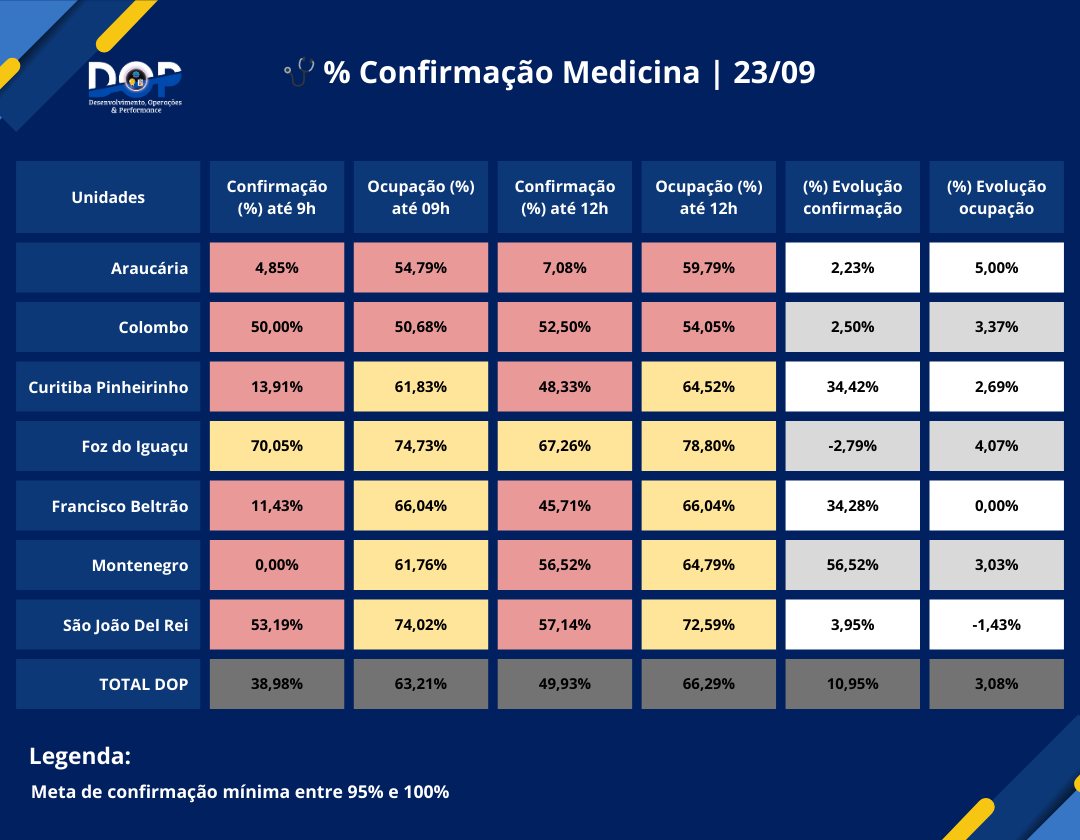 DOP
Desenvolvimento, Operações
& Performance
% Confirmação Medicina | 23/09
Unidades
Confirmação
(%) até 9h
Ocupação (%)
até 09h
Confirmação
(%) até 12h
Ocupação (%)
até 12h
(%) Evolução
confirmação
(%) Evolução
ocupação
Araucária 4,85% 54,79% 7,08% 59,79% 2,23% 5,00%
Colombo 50,00% 50,68% 52,50% 54,05% 2,50% 3,37%
Curitiba Pinheirinho 13,91% 61,83% 48,33% 64,52% 34,42% 2,69%
Foz do Iguaçu 70,05% 74,73% 67,26% 78,80% -2,79% 4,07%
Francisco Beltrão 11,43% 66,04% 45,71% 66,04% 34,28% 0,00%
Montenegro 0,00% 61,76% 56,52% 64,79% 56,52% 3,03%
São João Del Rei 53,19% 74,02% 57,14% 72,59% 3,95% -1,43%
TOTAL DOP 38,98% 63,21% 49,93% 66,29% 10,95% 3,08%
Legenda:
Meta de confirmação mínima entre 95% e 100%